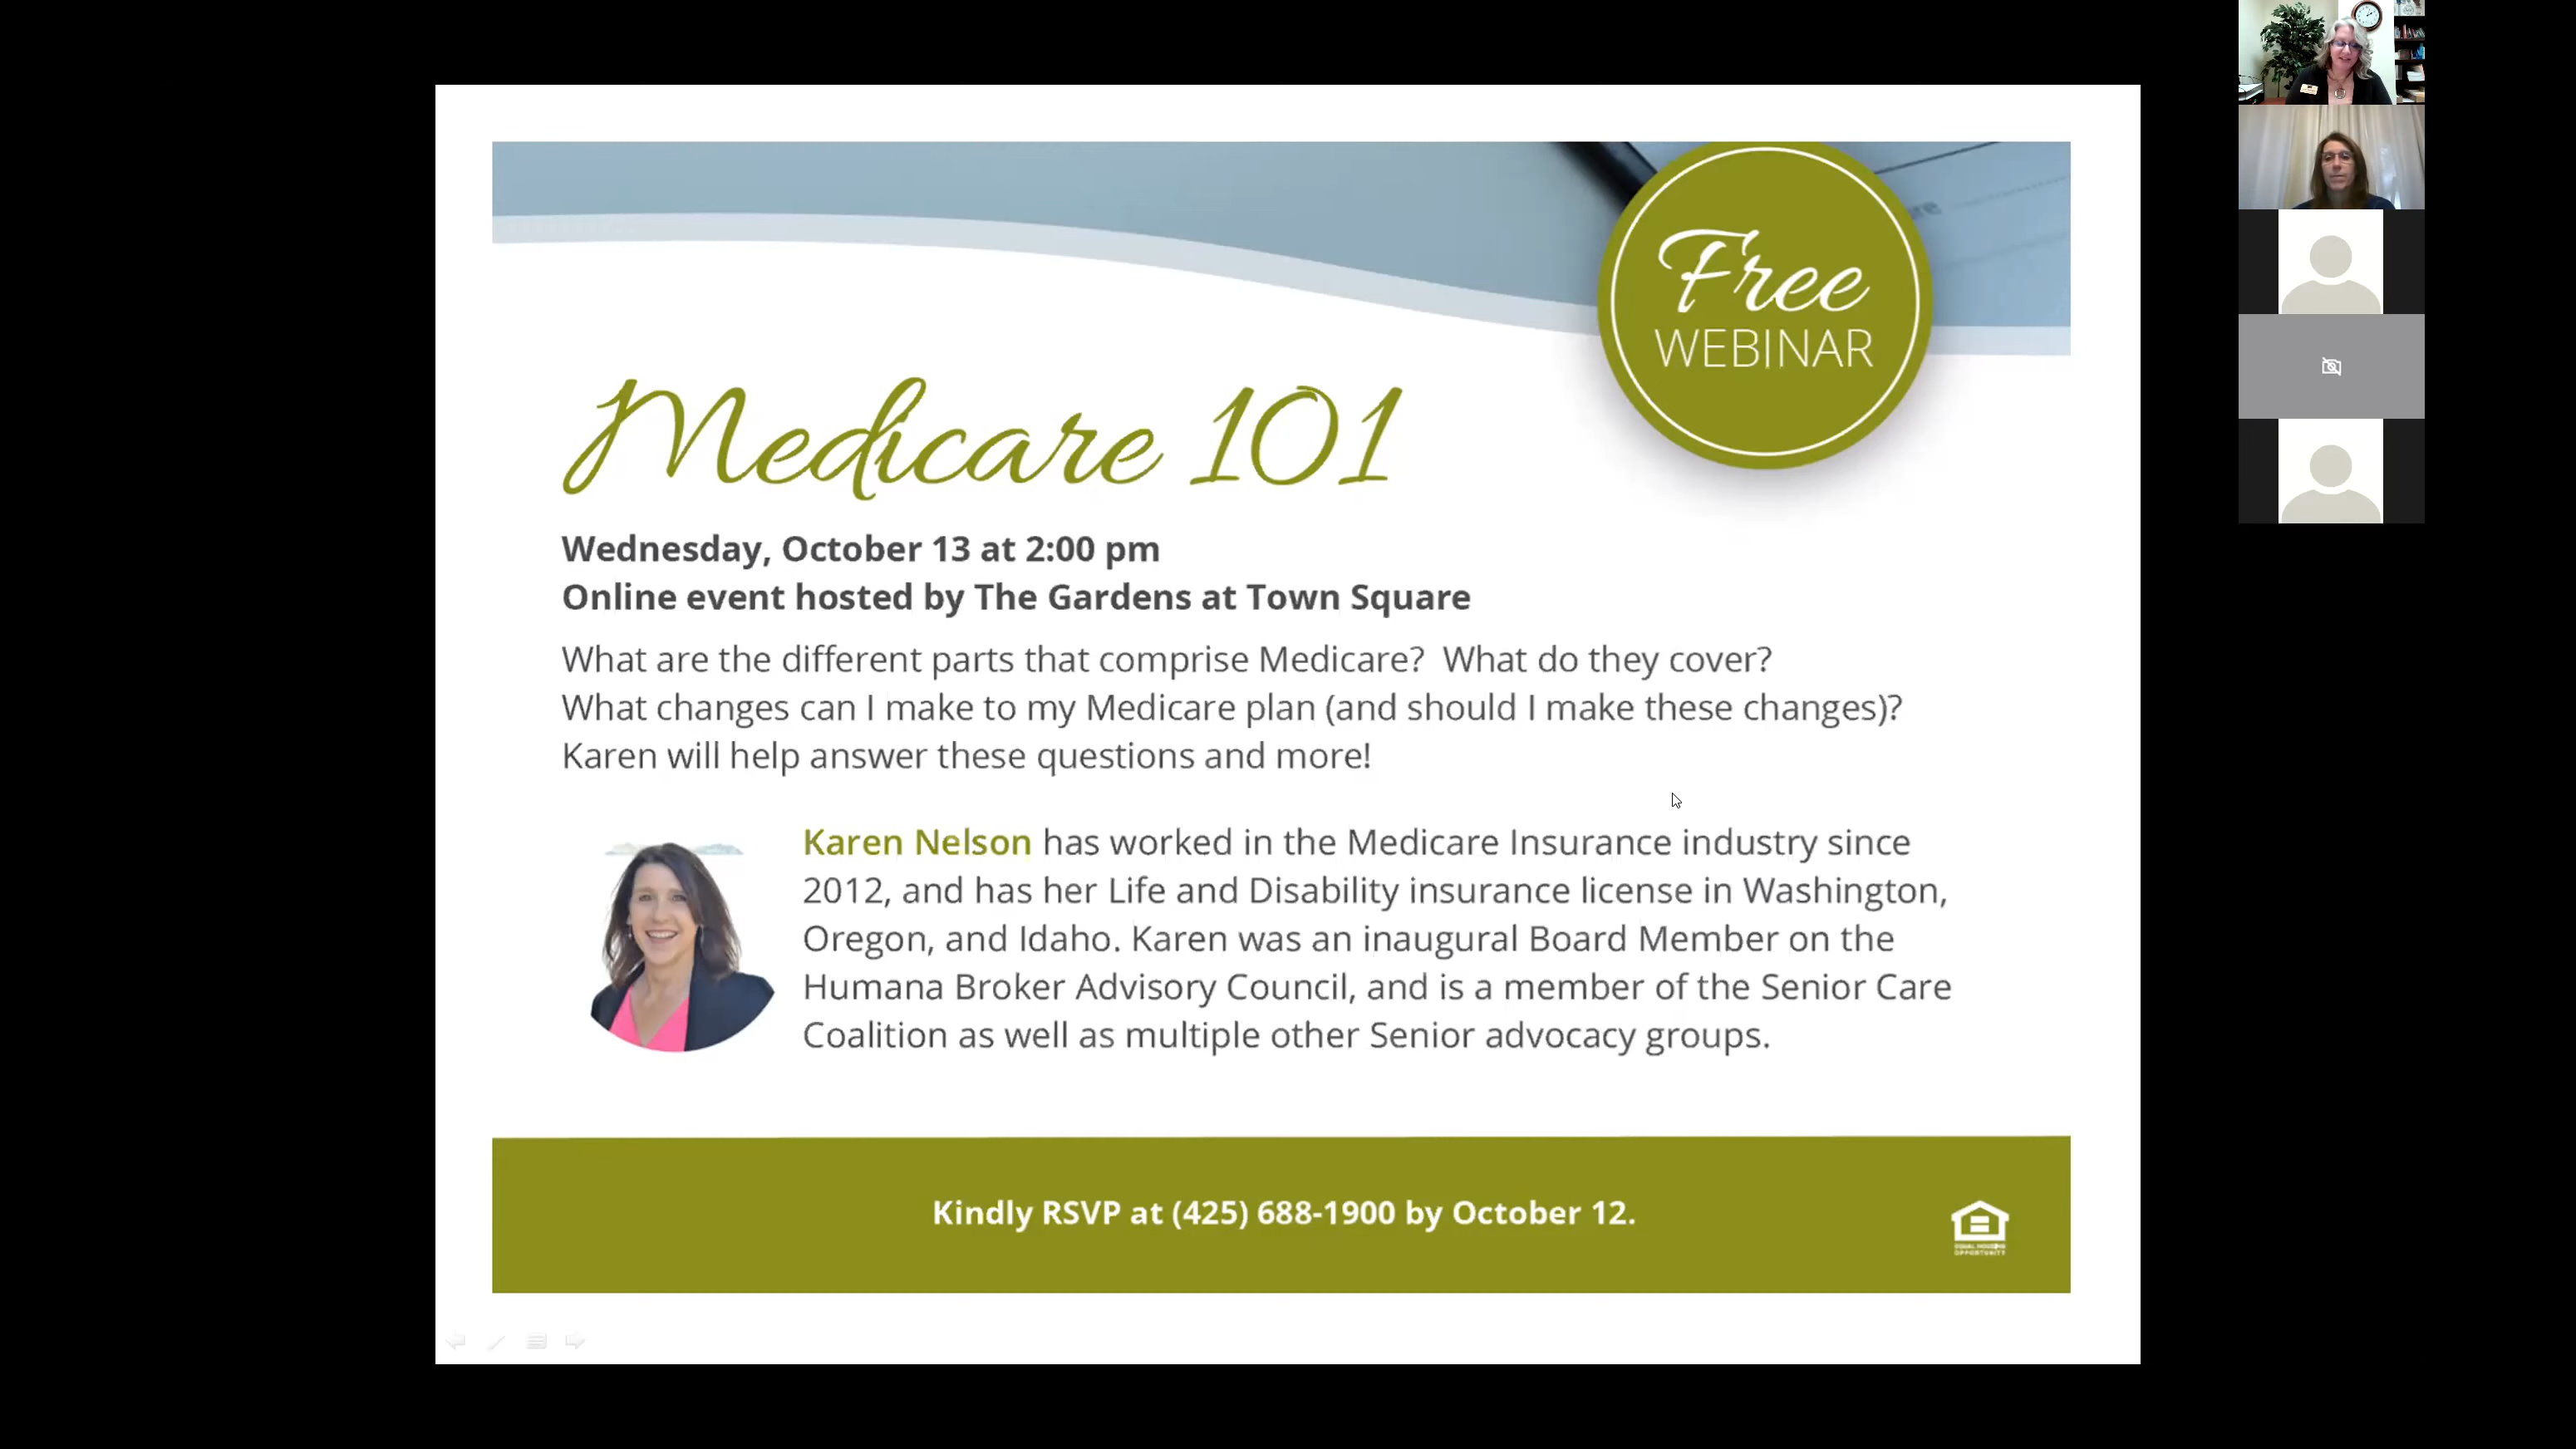 Free
WEBINAR
Medicare 101
Wednesday, October 13 at 2:00 pm
Online event hosted by The Gardens at Town Square
What are the different parts that comprise Medicare?  What do they cover?
What changes can I make to my Medicare plan (and should I make these changes)?
Karen will help answer these questions and more!
Karen Nelson has worked in the Medicare Insurance industry since
2012, and has her Life and Disability insurance license in Washington,
Oregon, and Idaho. Karen was an inaugural Board Member on the
Humana Broker Advisory Council, and is a member of the Senior Care
Coalition as well as multiple other Senior advocacy groups.
Kindly RSVP at (425) 688-1900 by October 12.
EQUAL HOUSING
OPPORTUNITY